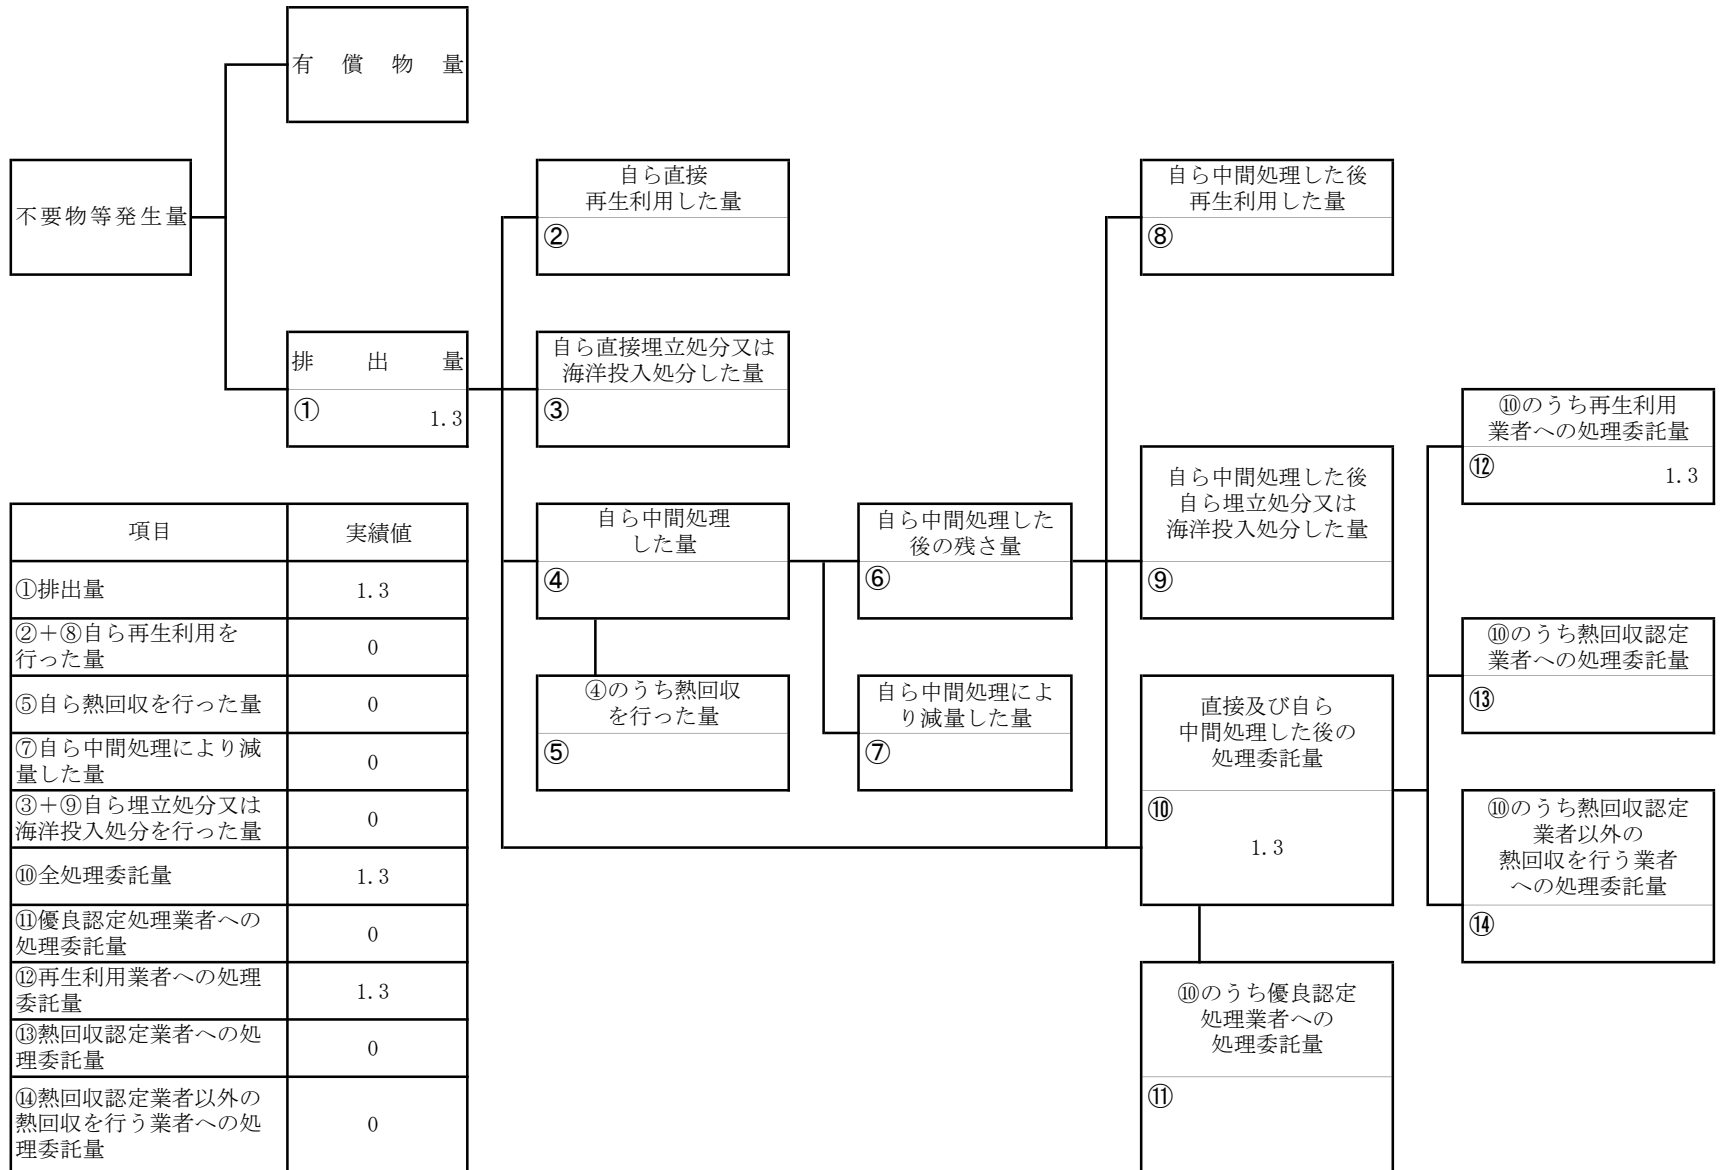 有償物量
不要物等発生量
排出量
①
1.3
自ら直接
再生利用した量
②
自ら直接埋立処分又は
海洋投入処分した量
③
自ら中間処理
した量
④
④のうち熱回収
を行った量
⑤
自ら中間処理した
後の残さ量
⑥
自ら中間処理によ
り減量した量
⑦
自ら中間処理した後
再生利用した量
⑧
自ら中間処理した後
自ら埋立処分又は
海洋投入処分した量
⑨
直接及び自ら
中間処理した後の
処理委託量
⑩
1.3
⑩のうち優良認定
処理業者への
処理委託量
⑪
⑩のうち再生利用
業者への処理委託量
⑫
1.3
⑩のうち熱回収認定
業者への処理委託量
⑬
⑩のうち熱回収認定
業者以外の
熱回収を行う業者
への処理委託量
⑭
項目 実績値
①排出量 1.3
②＋⑧自ら再生利用を
行った量 0
⑤自ら熱回収を行った量 0
⑦自ら中間処理により減
量した量 0
③＋⑨自ら埋立処分又は
海洋投入処分を行った量 0
⑩全処理委託量 1.3
⑪優良認定処理業者への
処理委託量 0
⑫再生利用業者への処理
委託量 1.3
⑬熱回収認定業者への処
理委託量 0
⑭熱回収認定業者以外の
熱回収を行う業者への処
理委託量 0